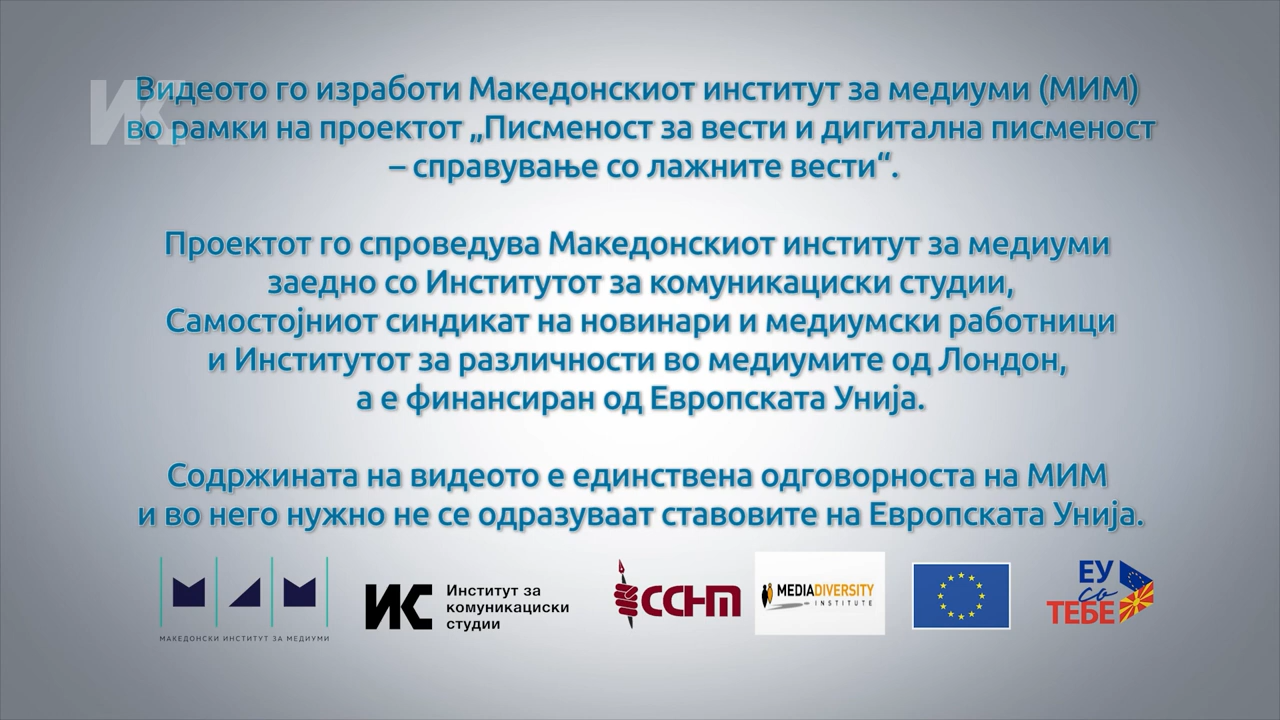 Видеото го изработи Македонскиот институт за медиуми (МИМ)
во рамки на проектот „Писменост за вести и дигитална писменост
– справување со лажните вести“.
Проектот го спроведува Македонскиот институт за медиуми
заедно со Институтот за комуникациски студии,
Самостојниот синдикат на новинари и медиумски работници
и Институтот за различности во медиумите од Лондон,
а е финансиран од Европската Унија.
Содржината на видеото е единствена одговорноста на МИМ
и во него нужно не се одразуваат ставовите на Европската Унија.
МИМ
МАКЕДОНСКИ ИНСТИТУТ ЗА МЕДИУМИ
ИС
Институт за
комуникациски
студии
ССНМ
MEDIADIVERSITY
INSTITUTE
ЕУ
со
ТЕБЕ